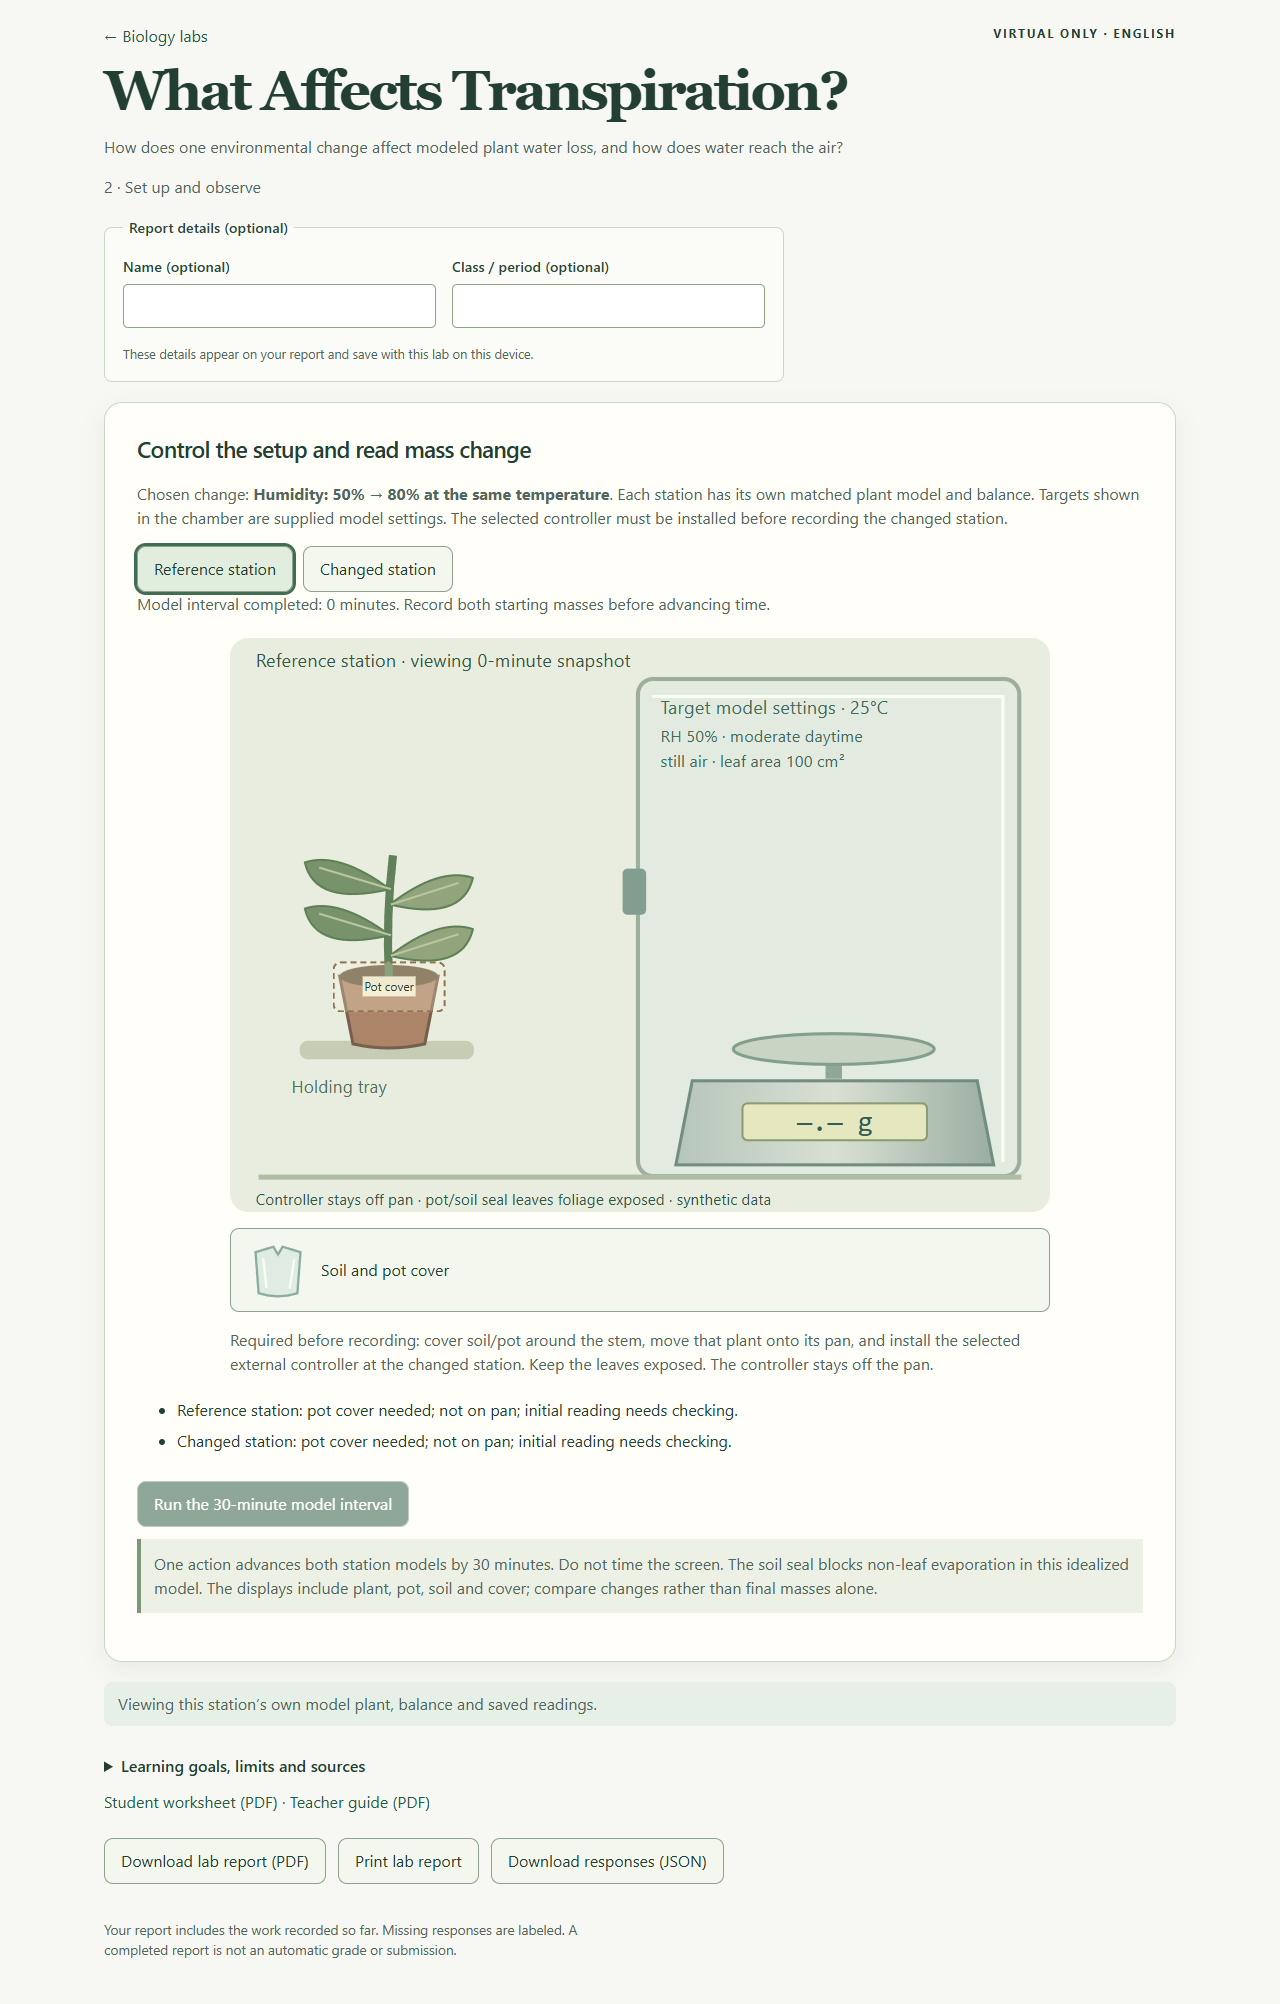 ← Biology labs
VIRTUAL ONLY · ENGLISH
What Affects Transpiration?
How does one environmental change affect modeled plant water loss, and how does water reach the air?
2 · Set up and observe
Report details (optional)
Name (optional)
Class / period (optional)
These details appear on your report and save with this lab on this device.
Control the setup and read mass change
Chosen change: Humidity: 50% → 80% at the same temperature. Each station has its own matched plant model and balance. Targets shown
in the chamber are supplied model settings. The selected controller must be installed before recording the changed station.
Reference station
Changed station
Model interval completed: 0 minutes. Record both starting masses before advancing time.
Reference station · viewing 0-minute snapshot
Target model settings · 25°C
RH 50% · moderate daytime
still air · leaf area 100 cm²
Pot cover
Holding tray
—.— g
Controller stays off pan · pot/soil seal leaves foliage exposed · synthetic data
Soil and pot cover
Required before recording: cover soil/pot around the stem, move that plant onto its pan, and install the selected
external controller at the changed station. Keep the leaves exposed. The controller stays off the pan.
• Reference station: pot cover needed; not on pan; initial reading needs checking.
• Changed station: pot cover needed; not on pan; initial reading needs checking.
Run the 30-minute model interval
One action advances both station models by 30 minutes. Do not time the screen. The soil seal blocks non-leaf evaporation in this idealized
model. The displays include plant, pot, soil and cover; compare changes rather than final masses alone.
Viewing this station's own model plant, balance and saved readings.
▶ Learning goals, limits and sources
Student worksheet (PDF) · Teacher guide (PDF)
Download lab report (PDF)
Print lab report
Download responses (JSON)
Your report includes the work recorded so far. Missing responses are labeled. A
completed report is not an automatic grade or submission.